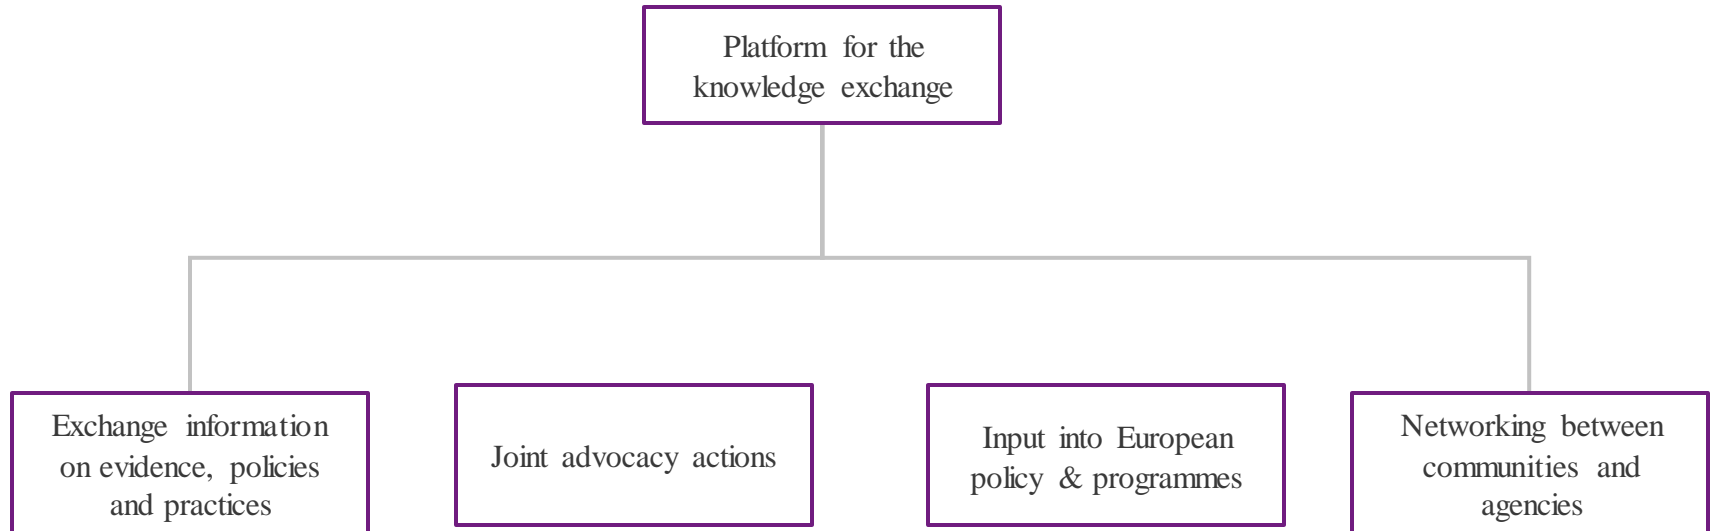 Platform for the
knowledge exchange
Exchange information
on evidence, policies
and practices
Joint advocacy actions
Input into European
policy & programmes
Networking between
communities and
agencies